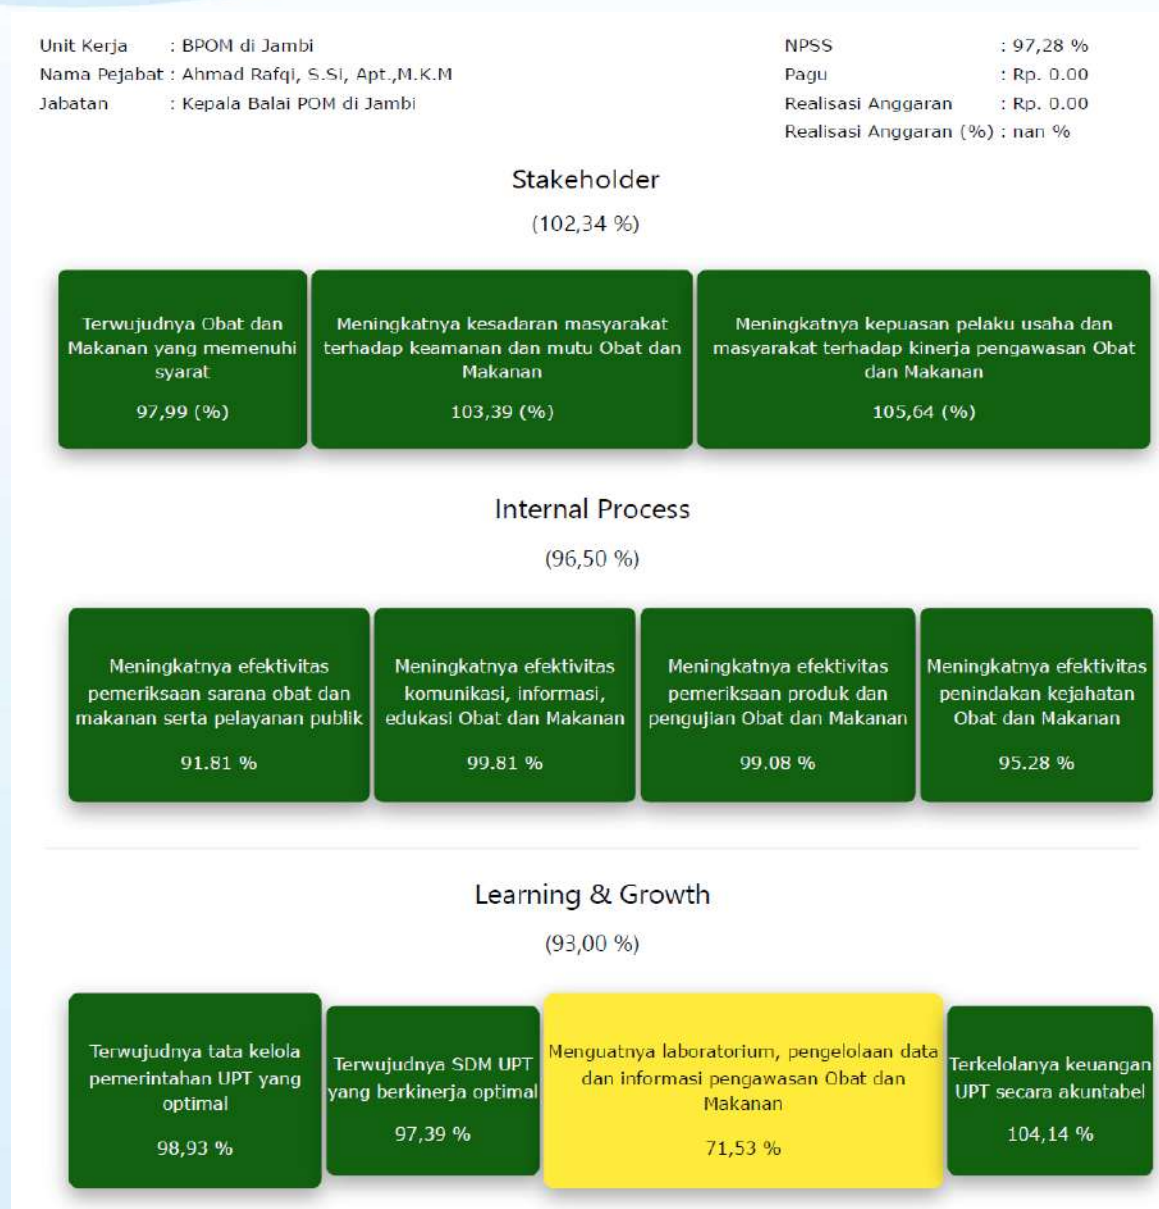 Unit Kerja : BPOM di Jambi
Nama Pejabat : Ahmad Rafqi, S.SI, Apt.,M.K.M
Jabatan : Kepala Balai POM di Jambi
NPSS : 97,28 %
Pagu : Rp. 0.00
Realisasi Anggaran : Rp. 0.00
Realisasi Anggaran (%) : nan %
Stakeholder
(102,34 %)
Terwujudnya Obat dan
Makanan yang memenuhi
syarat
97,99 (%)
Meningkatnya kesadaran masyarakat
terhadap keamanan dan mutu Obat dan
Makanan
103,39 (%)
Meningkatnya kepuasan pelaku usaha dan
masyarakat terhadap kinerja pengawasan Obat
dan Makanan
105,64 (%)
Internal Process
(96,50 %)
Meningkatnya efektivitas
pemeriksaan sarana obat dan
makanan serta pelayanan publik
91.81 %
Meningkatnya efektivitas
komunikasi, informasi,
edukasi Obat dan Makanan
99.81 %
Meningkatnya efektivitas
pemeriksaan produk dan
pengujian Obat dan Makanan
99.08 %
Meningkatnya efektivitas
penindakan kejahatan
Obat dan Makanan
95.28 %
Learning & Growth
(93,00 %)
Terwujudnya tata kelola
pemerintahan UPT yang
optimal
98,93 %
Terwujudnya SDM UPT
yang berkinerja optimal
97,39 %
Menguatnya laboratorium, pengelolaan data
dan informasi pengawasan Obat dan
Makanan
71,53 %
Terkelolanya keuangan
UPT secara akuntabel
104,14 %